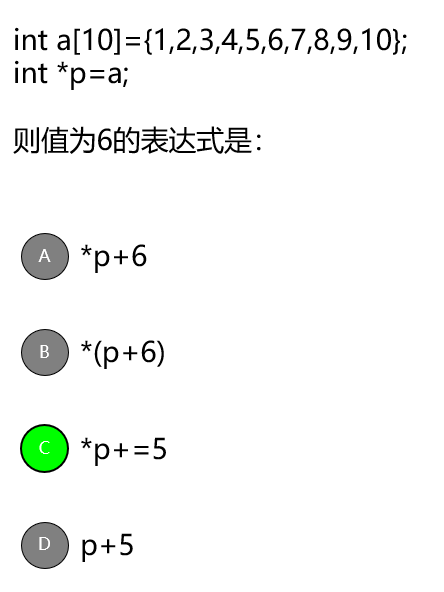 int a[10]={1,2,3,4,5,6,7,8,9,10};
int *p=a;
则值为6的表达式是：
A *p+6
B *(p+6)
C *p+=5
D p+5